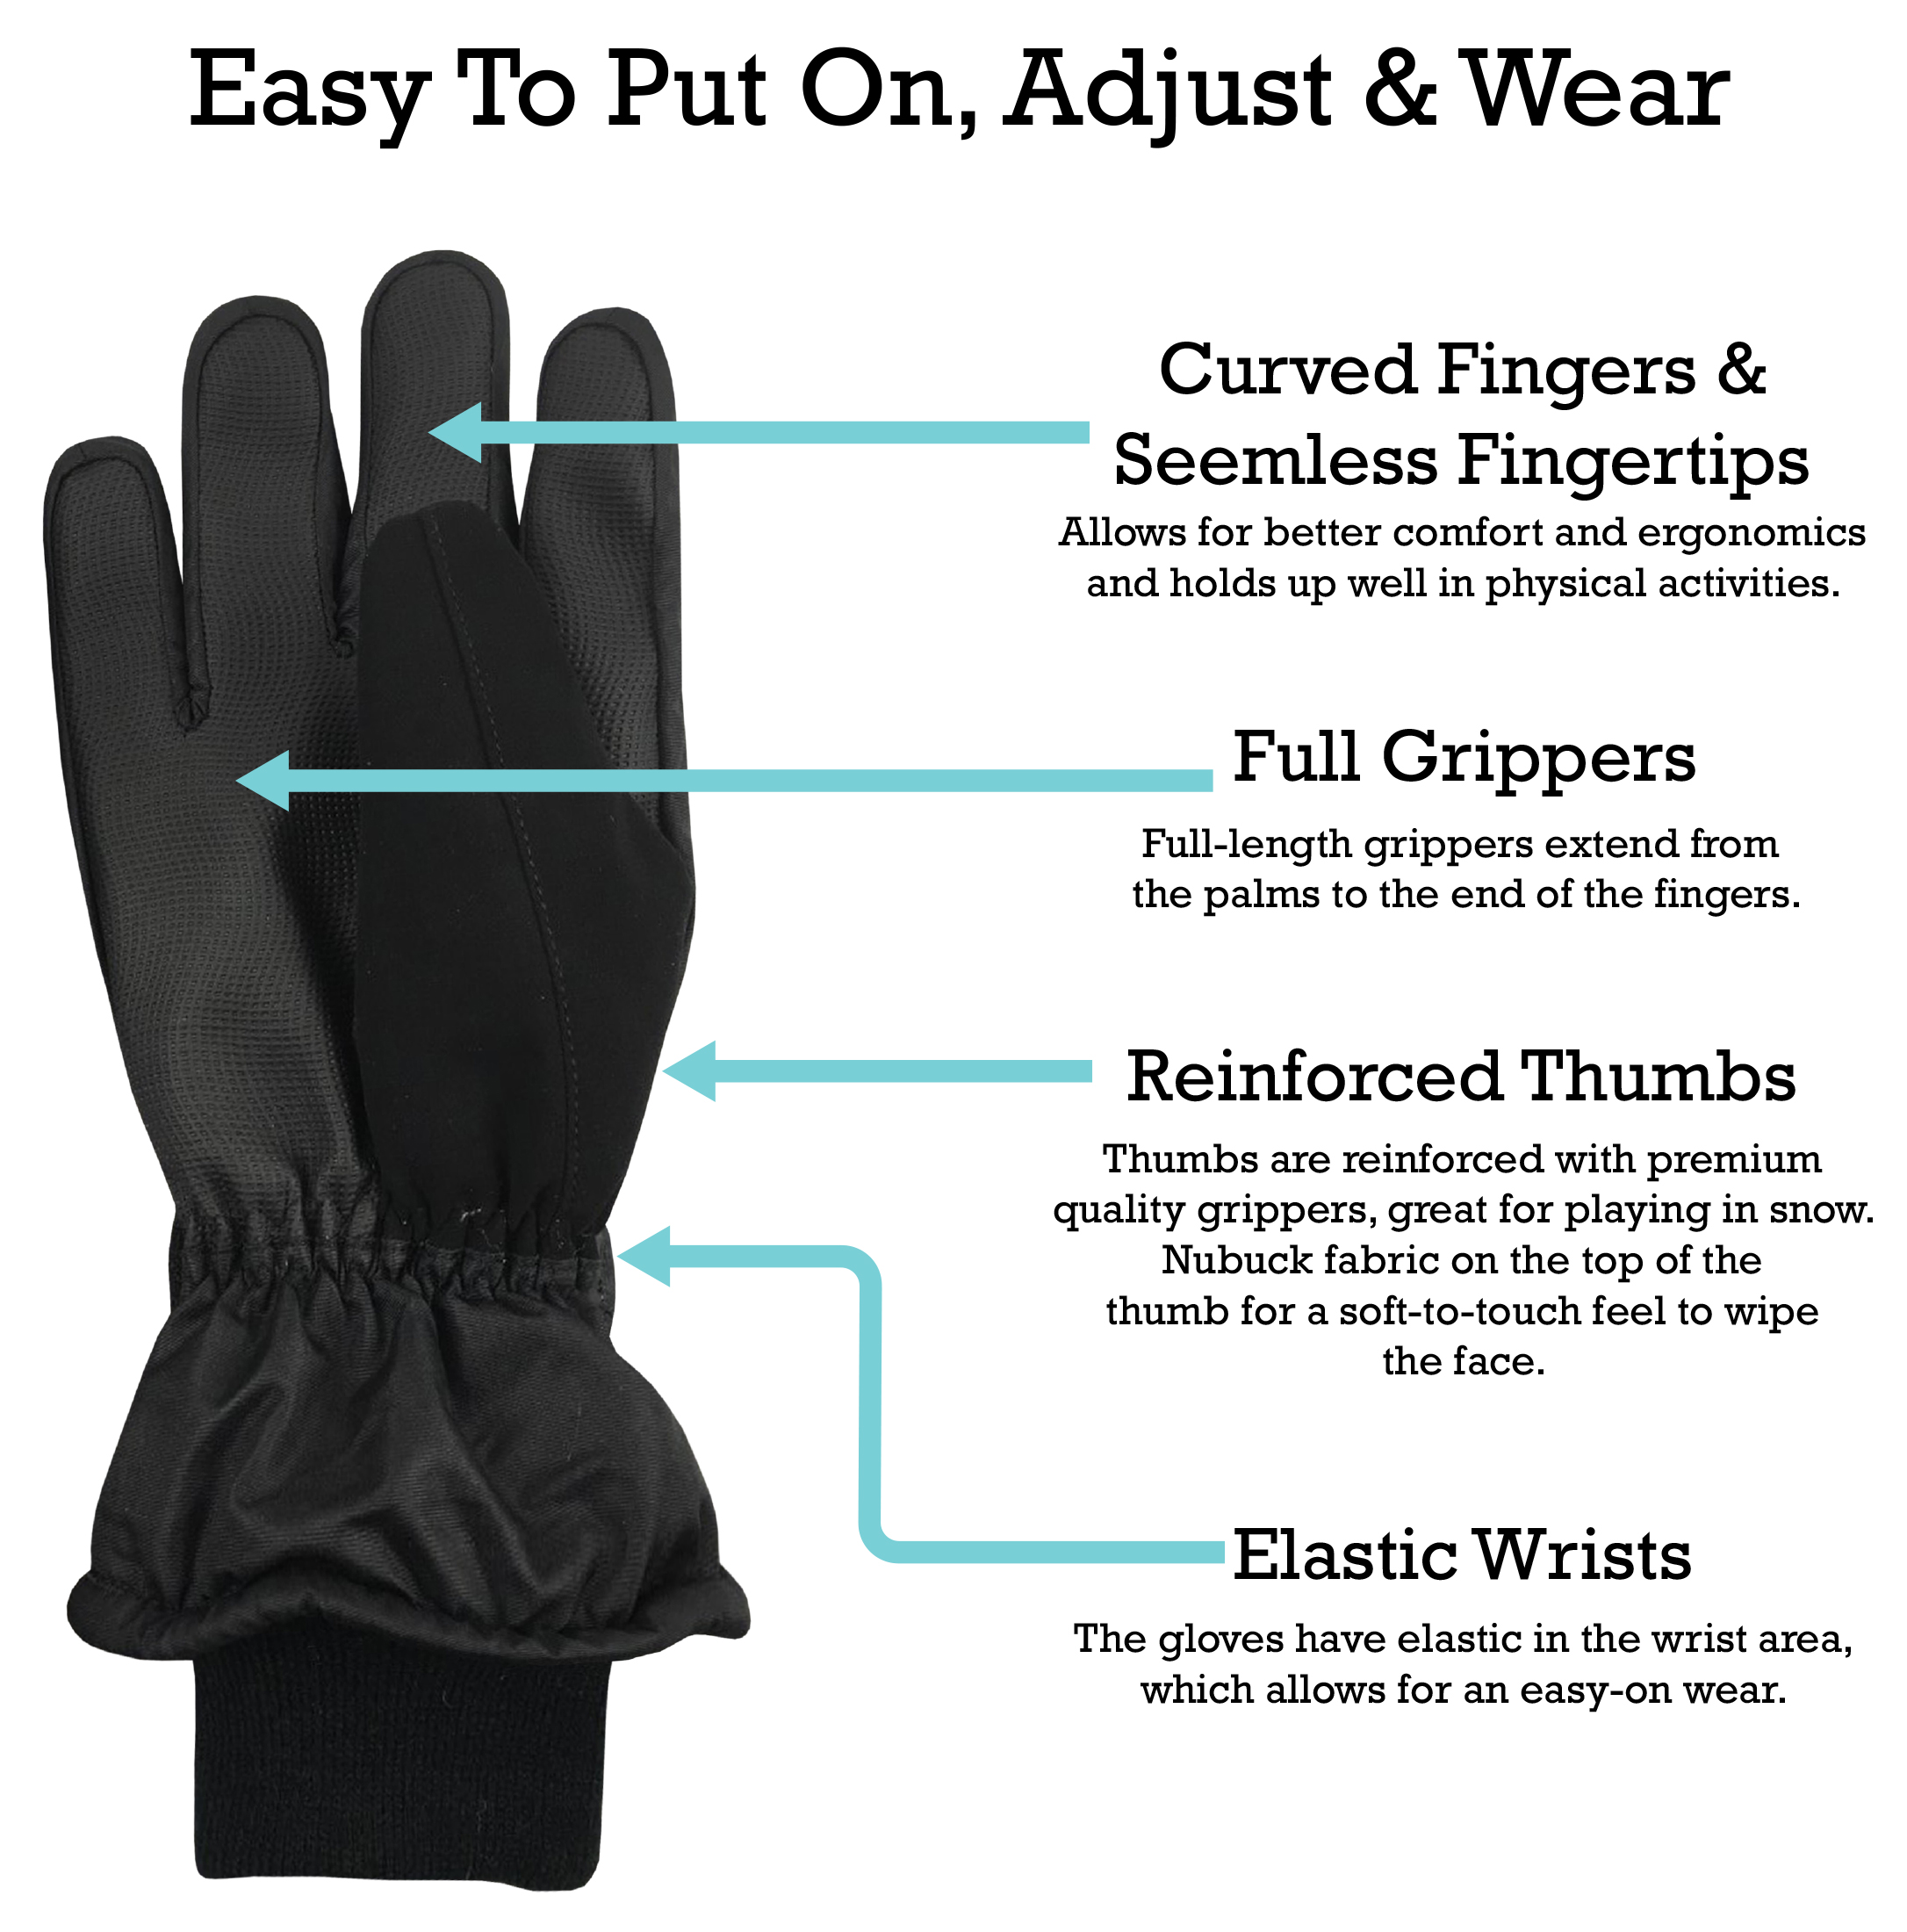 Easy To Put On, Adjust & Wear
Curved Fingers &
Seemless Fingertips
Allows for better comfort and ergonomics
and holds up well in physical activities.
Full Grippers
Full-length grippers extend from
the palms to the end of the fingers.
Reinforced Thumbs
Thumbs are reinforced with premium
quality grippers, great for playing in snow.
Nubuck fabric on the top of the
thumb for a soft-to-touch feel to wipe
the face.
Elastic Wrists
The gloves have elastic in the wrist area,
which allows for an easy-on wear.